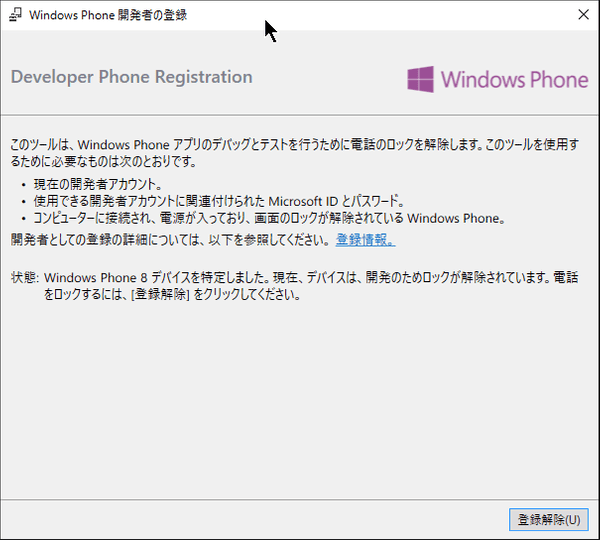 Windows Phone 開発者の登録
Developer Phone Registration
Windows Phone
このツールは、Windows Phone アプリのデバッグとテストを行うために電話のロックを解除します。このツールを使用す
るために必要なものは次のとおりです。
• 現在の開発者アカウント。
• 使用できる開発者アカウントに関連付けられた Microsoft ID とパスワード。
• コンピューターに接続され、電源が入っており、画面のロックが解除されている Windows Phone。
開発者としての登録の詳細については、以下を参照してください。 登録情報。
状態: Windows Phone 8 デバイスを特定しました。現在、デバイスは、開発のためロックが解除されています。電話
をロックするには、[登録解除] をクリックしてください。
登録解除(U)